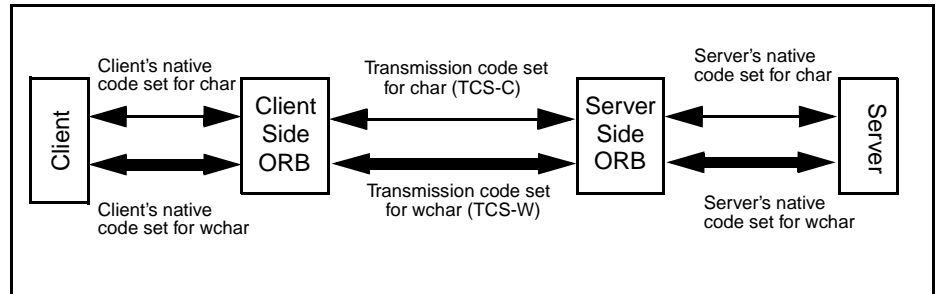 Client's native
code set for char
Transmission code set
for char (TCS-C)
Server's native
code set for char
Client
Client
Side
ORB
Server
Side
ORB
Server
Client's native
code set for wchar
Transmission code set
for wchar (TCS-W)
Server's native
code set for wchar